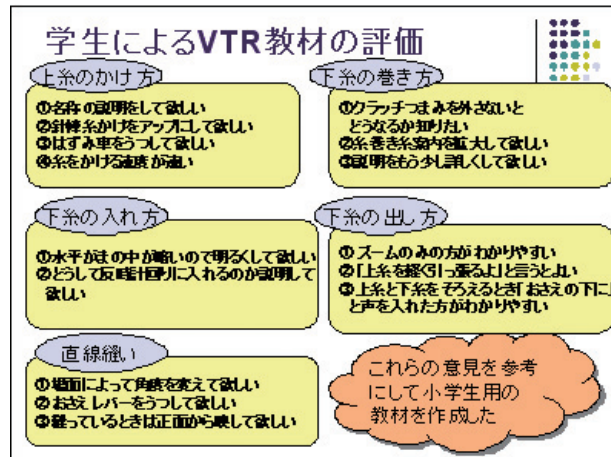 学生によるVTR教材の評価
上糸のかけ方
①名称の説明をして欲しい
②針棒糸かけをアップにして欲しい
③はずみ車をうつして欲しい
④糸をかける速度が速い
下糸の巻き方
①クラッチつまみを外さないと
どうなるか知りたい
②糸巻き糸案内を拡大して欲しい
③説明をもう少し詳しくして欲しい
下糸の入れ方
①水平がまの中が暗いので明るくして欲しい
②どうして反時計回りに入れるのか説明して
欲しい
下糸の出し方
①ズームのみの方がわかりやすい
②「上糸を軽く引っ張るよ」と言うとよい
③上糸と下糸をそろえるとき「おさえの下に」
と声を入れた方がわかりやすい
直線縫い
①場面によって角度を変えて欲しい
②おさえレバーをうつして欲しい
③縫っているときは正面から映して欲しい
これらの意見を参考
にして小学生用の
教材を作成した